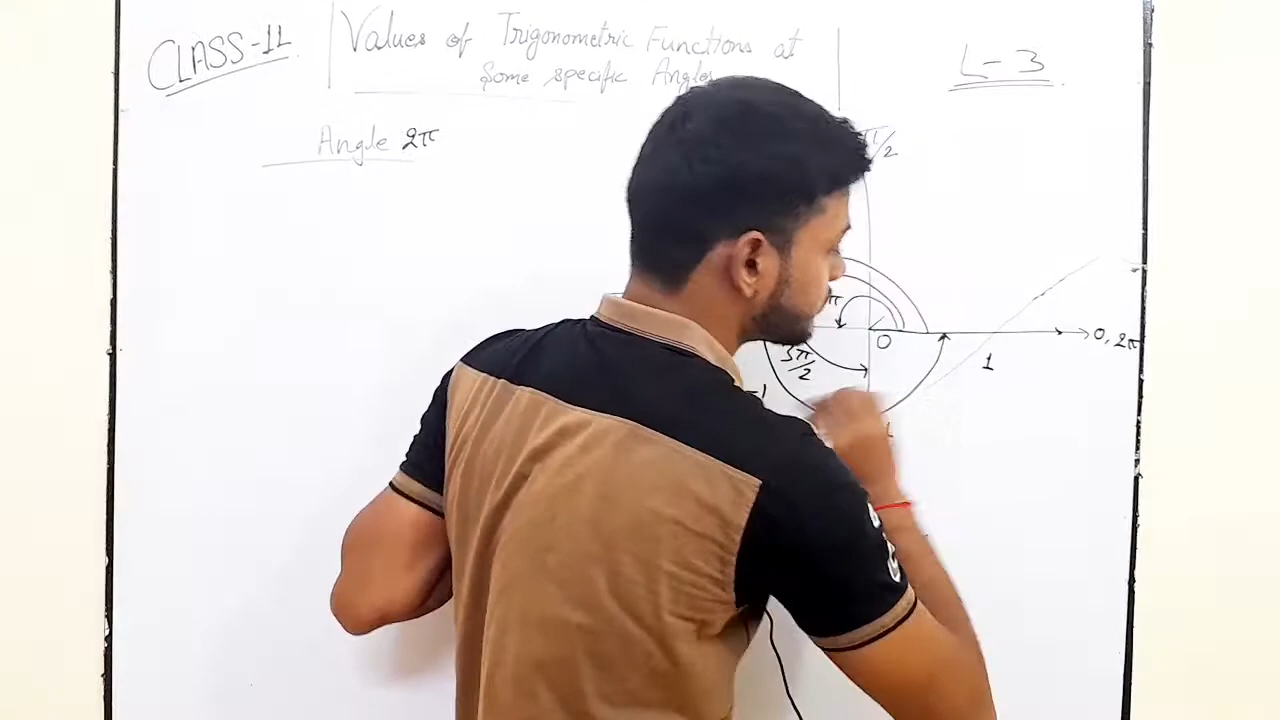 CLASS-11
Values of Trigonometric Functions at
Some specific Angles
L-3
Angle 2π
π/2
π
0
0, 2π
3π/2
1
-1